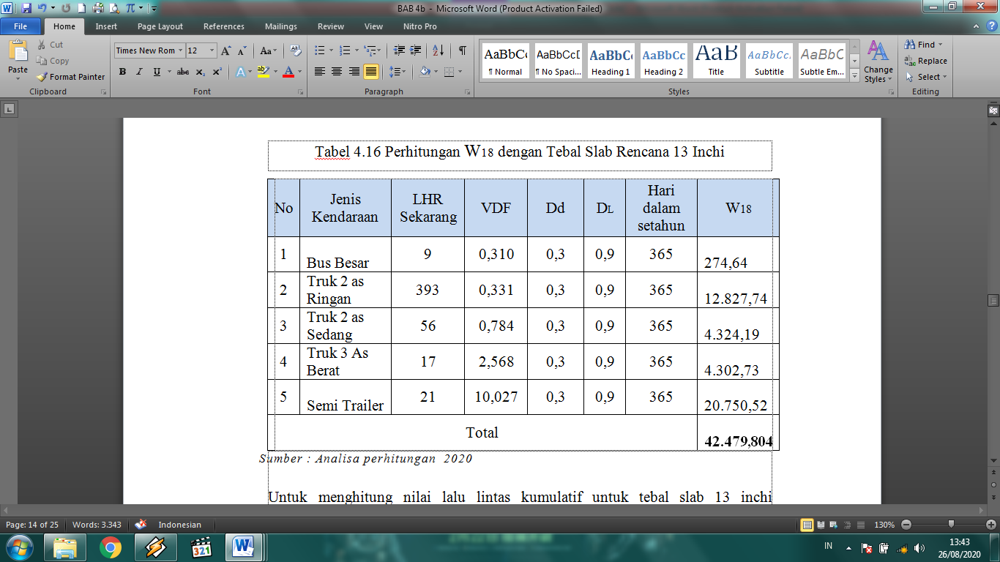 BAB 4b - Microsoft Word (Product Activation Failed)
File Home Insert Page Layout References Mailings Review View Nitro Pro
Paste
Cut
Copy
Format Painter
Clipboard
Times New Rom 12
Font
Paragraph
AaBbCc AaBbCcD AaBbCc AaBbCc AaB AaBbCc. AaBbCc
¶ Normal ¶ No Spaci... Heading 1 Heading 2 Title Subtitle Subtle Em...
Change Styles
Styles
Find
Replace
Select
Editing
Tabel 4.16 Perhitungan W18 dengan Tebal Slab Rencana 13 Inchi
No Jenis Kendaraan LHR Sekarang VDF Dd DL Hari dalam setahun W18
1 Bus Besar 9 0,310 0,3 0,9 365 274,64
2 Truk 2 as Ringan 393 0,331 0,3 0,9 365 12.827,74
3 Truk 2 as Sedang 56 0,784 0,3 0,9 365 4.324,19
4 Truk 3 As Berat 17 2,568 0,3 0,9 365 4.302,73
5 Semi Trailer 21 10,027 0,3 0,9 365 20.750,52
Total 42.479,804
Sumber : Analisa perhitungan 2020
Untuk menghitung nilai lalu lintas kumulatif untuk tebal slab 13 inchi
Page: 14 of 25 Words: 3.343 Indonesian 130%
321
IN
13:43
26/08/2020